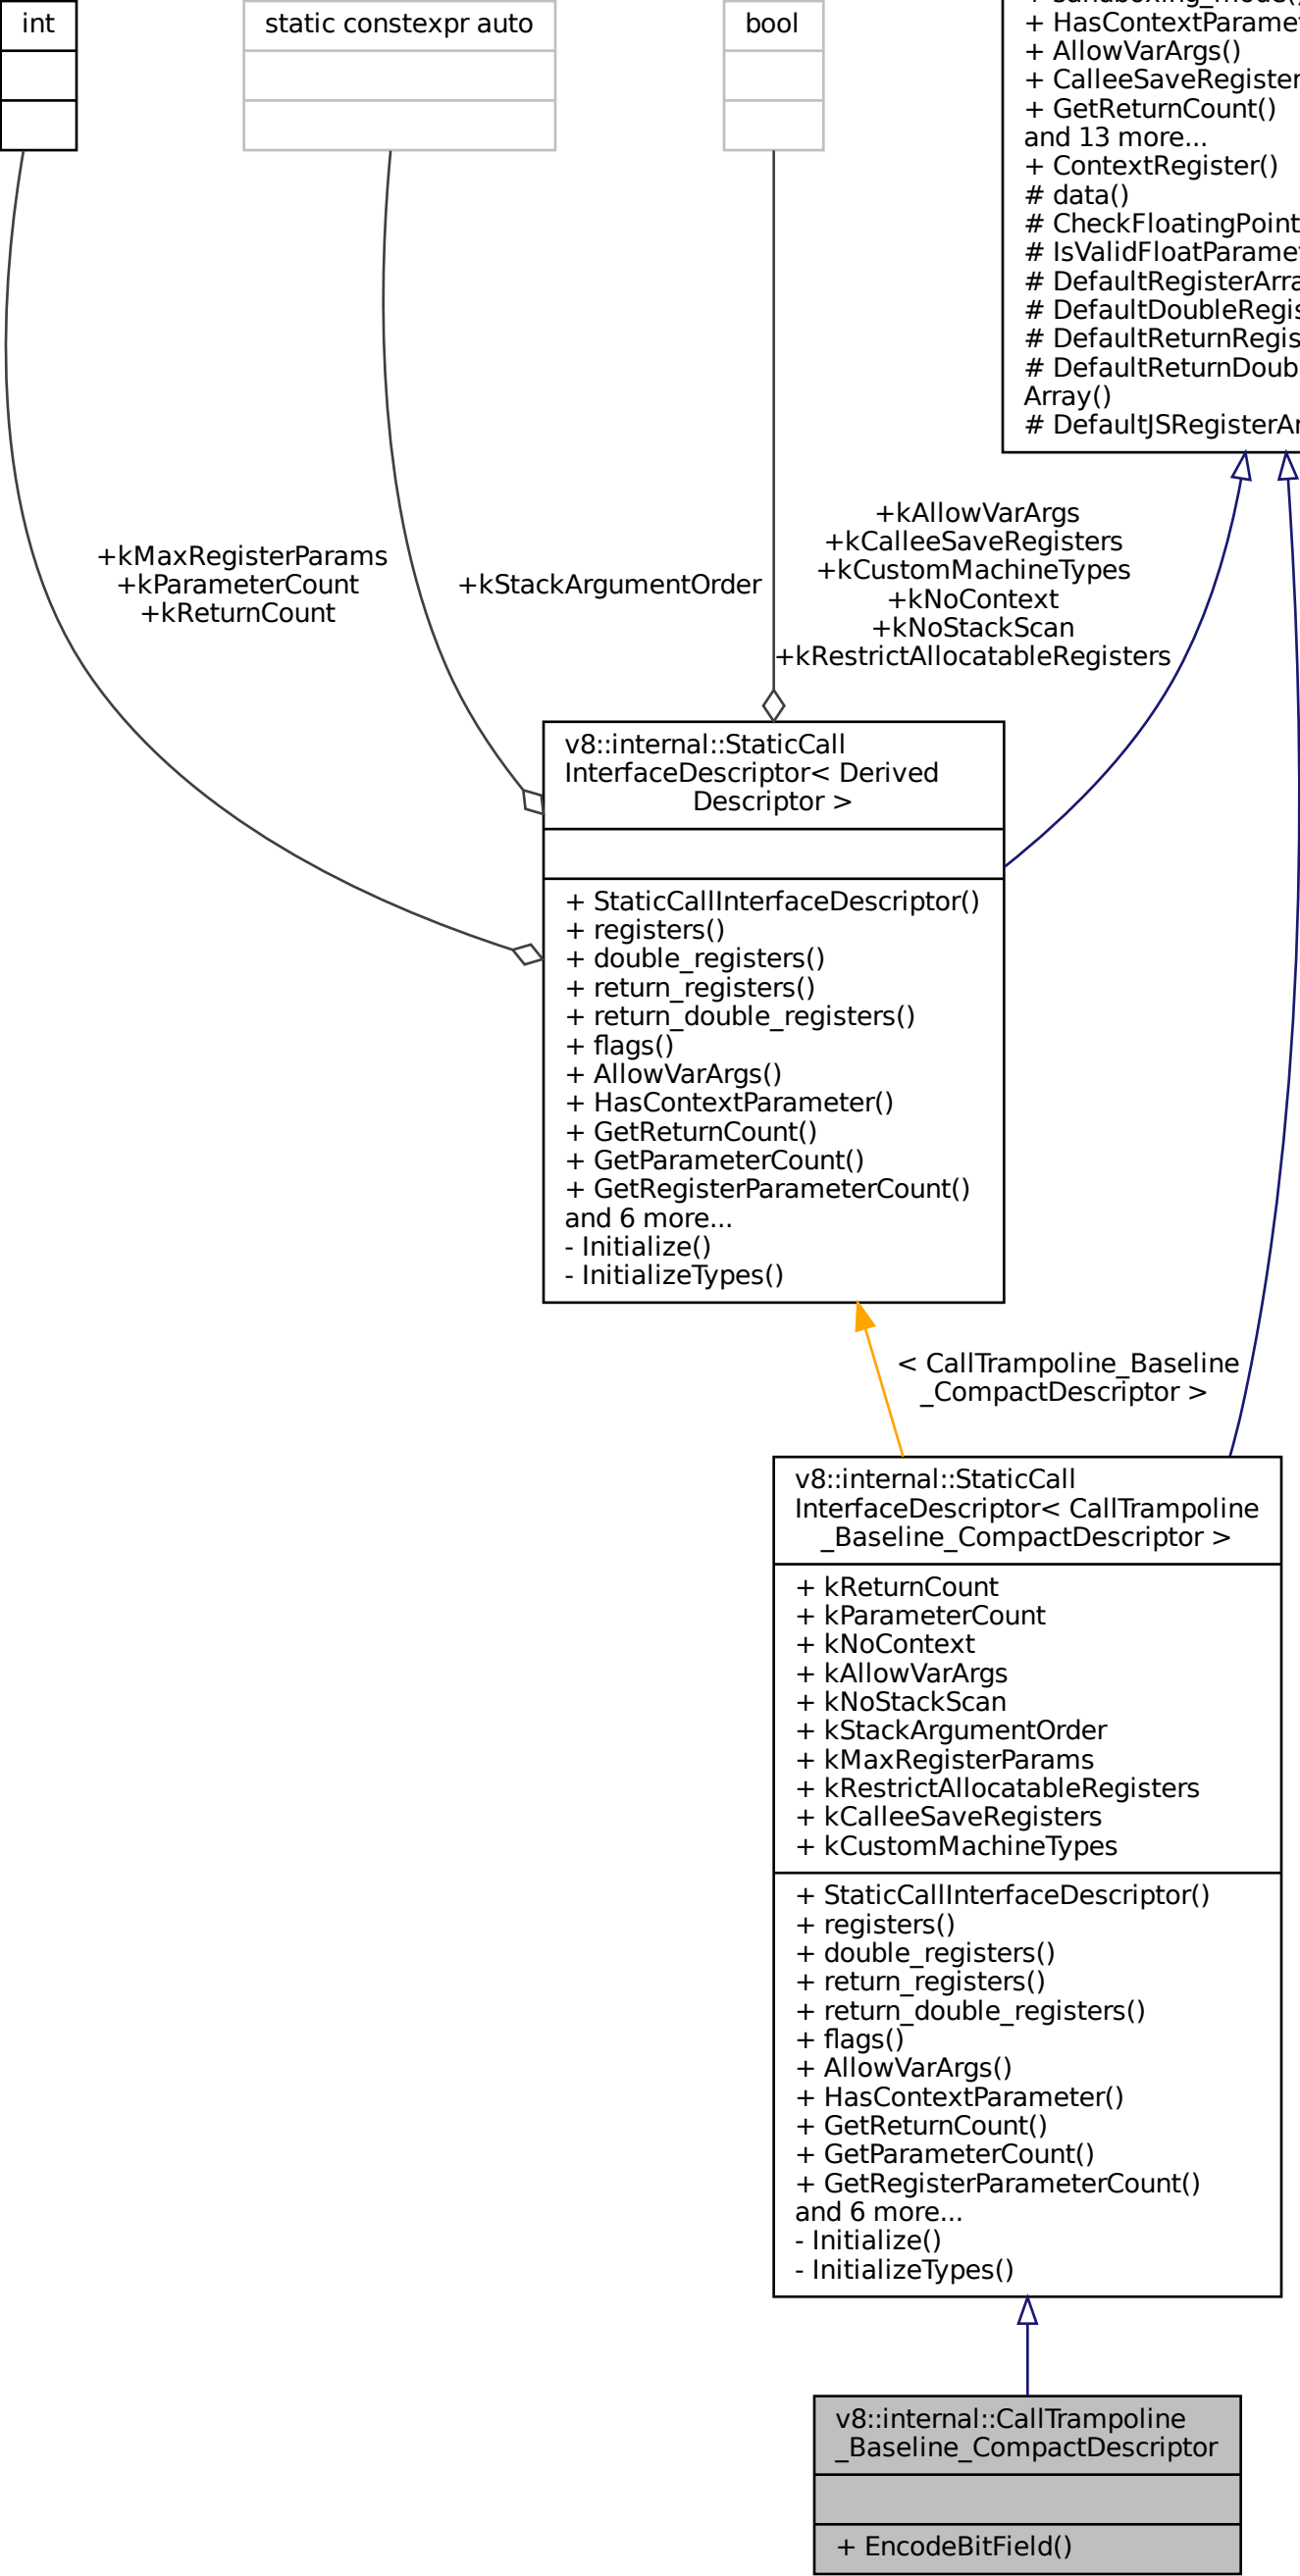 int
static constexpr auto
bool
+ HasContextParame
+ AllowVarArgs()
+ CalleeSaveRegister
+ GetReturnCount()
and 13 more...
+ ContextRegister()
# data()
# CheckFloatingPoint
# IsValidFloatParame
# DefaultRegisterArra
# DefaultDoubleRegis
# DefaultReturnRegis
# DefaultReturnDoub
Array()
# DefaultJSRegisterAr
+kMaxRegisterParams
+kParameterCount
+kReturnCount
+kStackArgumentOrder
+kAllowVarArgs
+kCalleeSaveRegisters
+kCustomMachineTypes
+kNoContext
+kNoStackScan
+kRestrictAllocatableRegisters
v8::internal::StaticCall
InterfaceDescriptor< Derived
Descriptor >
+ StaticCallInterfaceDescriptor()
+ registers()
+ double_registers()
+ return_registers()
+ return_double_registers()
+ flags()
+ AllowVarArgs()
+ HasContextParameter()
+ GetReturnCount()
+ GetParameterCount()
+ GetRegisterParameterCount()
and 6 more...
- Initialize()
- InitializeTypes()
< CallTrampoline_Baseline
_CompactDescriptor >
v8::internal::StaticCall
InterfaceDescriptor< CallTrampoline
_Baseline_CompactDescriptor >
+ kReturnCount
+ kParameterCount
+ kNoContext
+ kAllowVarArgs
+ kNoStackScan
+ kStackArgumentOrder
+ kMaxRegisterParams
+ kRestrictAllocatableRegisters
+ kCalleeSaveRegisters
+ kCustomMachineTypes
+ StaticCallInterfaceDescriptor()
+ registers()
+ double_registers()
+ return_registers()
+ return_double_registers()
+ flags()
+ AllowVarArgs()
+ HasContextParameter()
+ GetReturnCount()
+ GetParameterCount()
+ GetRegisterParameterCount()
and 6 more...
- Initialize()
- InitializeTypes()
v8::internal::CallTrampoline
_Baseline_CompactDescriptor
+ EncodeBitField()